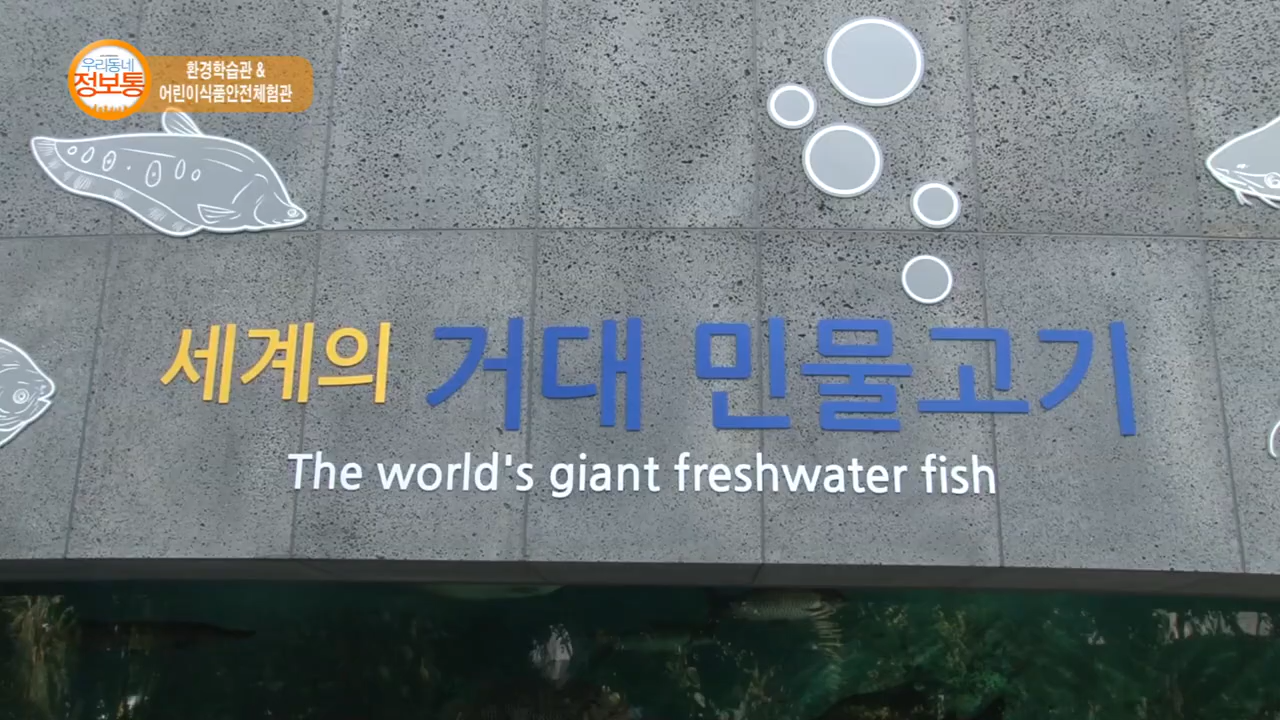 우리동네
정보통
환경학습관 &
어린이식품안전체험관
세계의 거대 민물고기
The world's giant freshwater fish